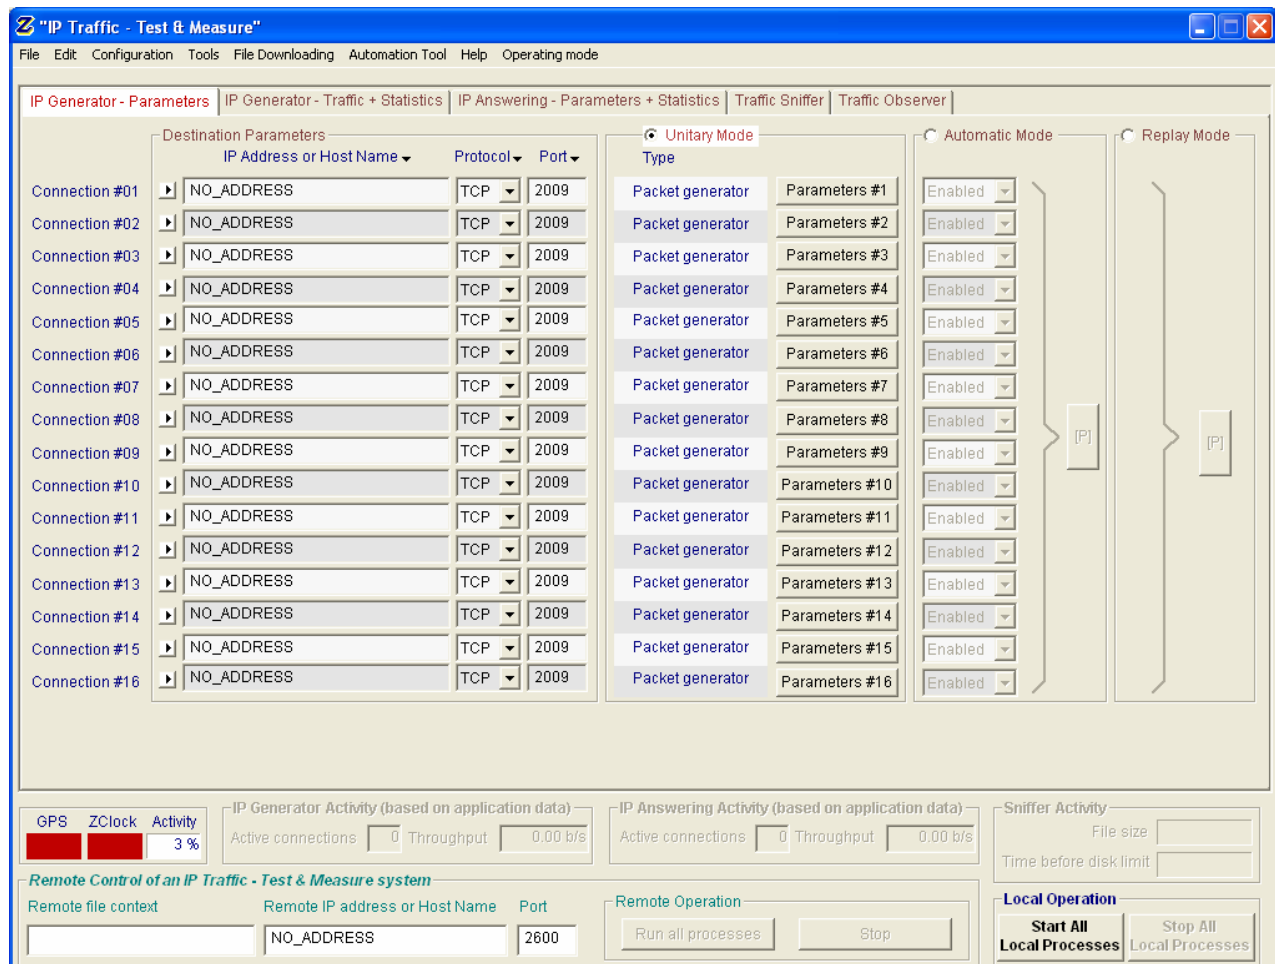 Z "IP Traffic - Test & Measure"
File Edit Configuration Tools File Downloading Automation Tool Help Operating mode
IP Generator - Parameters IP Generator - Traffic + Statistics IP Answering - Parameters + Statistics Traffic Sniffer Traffic Observer
Destination Parameters Unitary Mode Automatic Mode Replay Mode
IP Address or Host Name Protocol Port Type
Connection #01 NO_ADDRESS TCP 2009 Packet generator Parameters #1 Enabled
Connection #02 NO_ADDRESS TCP 2009 Packet generator Parameters #2 Enabled
Connection #03 NO_ADDRESS TCP 2009 Packet generator Parameters #3 Enabled
Connection #04 NO_ADDRESS TCP 2009 Packet generator Parameters #4 Enabled
Connection #05 NO_ADDRESS TCP 2009 Packet generator Parameters #5 Enabled
Connection #06 NO_ADDRESS TCP 2009 Packet generator Parameters #6 Enabled
Connection #07 NO_ADDRESS TCP 2009 Packet generator Parameters #7 Enabled
Connection #08 NO_ADDRESS TCP 2009 Packet generator Parameters #8 Enabled
[P] [P]
Connection #09 NO_ADDRESS TCP 2009 Packet generator Parameters #9 Enabled
Connection #10 NO_ADDRESS TCP 2009 Packet generator Parameters #10 Enabled
Connection #11 NO_ADDRESS TCP 2009 Packet generator Parameters #11 Enabled
Connection #12 NO_ADDRESS TCP 2009 Packet generator Parameters #12 Enabled
Connection #13 NO_ADDRESS TCP 2009 Packet generator Parameters #13 Enabled
Connection #14 NO_ADDRESS TCP 2009 Packet generator Parameters #14 Enabled
Connection #15 NO_ADDRESS TCP 2009 Packet generator Parameters #15 Enabled
Connection #16 NO_ADDRESS TCP 2009 Packet generator Parameters #16 Enabled
IP Generator Activity (based on application data) IP Answering Activity (based on application data) Sniffer Activity
GPS ZClock Activity
3 %
Active connections 0 Throughput 0.00 b/s Active connections 0 Throughput 0.00 b/s
File size
Time before disk limit
Remote Control of an IP Traffic - Test & Measure system
Remote file context Remote IP address or Host Name Port
NO_ADDRESS 2600
Remote Operation
Run all processes Stop
Local Operation
Start All Local Processes
Stop All Local Processes